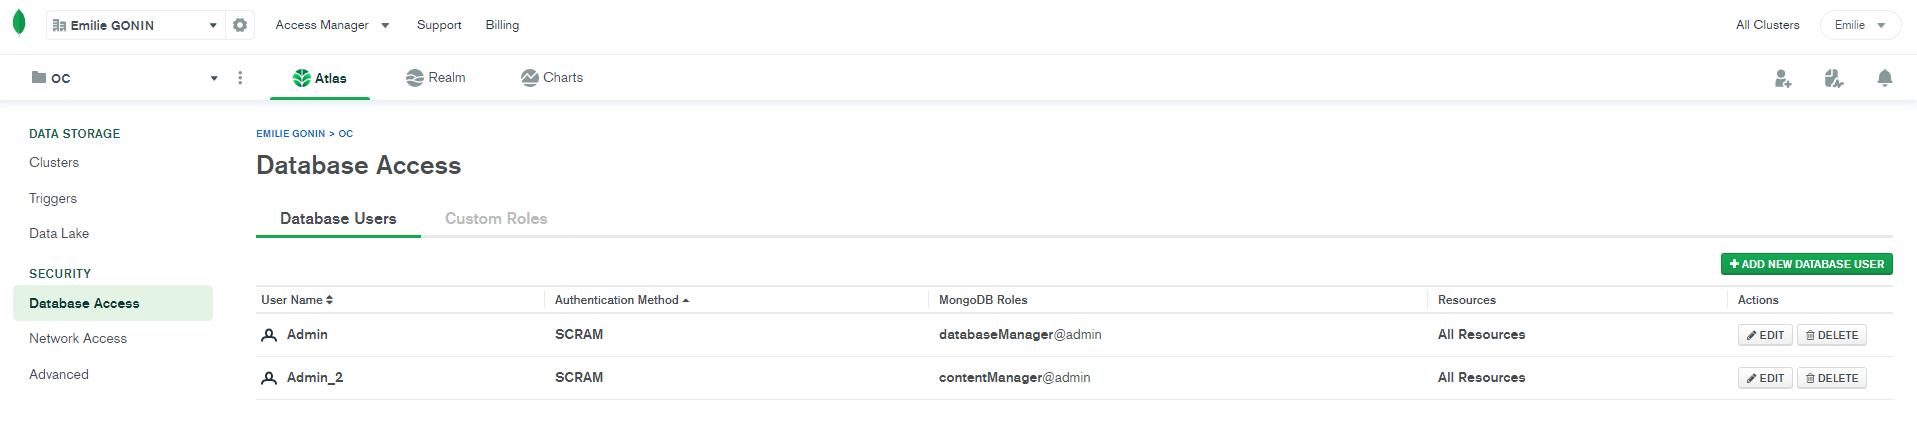 Emilie GONIN
Access Manager
Support
Billing
All Clusters
Emilie
OC
Atlas
Realm
Charts
DATA STORAGE
Clusters
Triggers
Data Lake
SECURITY
Database Access
Network Access
Advanced
EMILIE GONIN > OC
Database Access
Database Users
Custom Roles
+ ADD NEW DATABASE USER
User Name Authentication Method MongoDB Roles Resources Actions
Admin SCRAM databaseManager@admin All Resources EDIT DELETE
Admin_2 SCRAM contentManager@admin All Resources EDIT DELETE